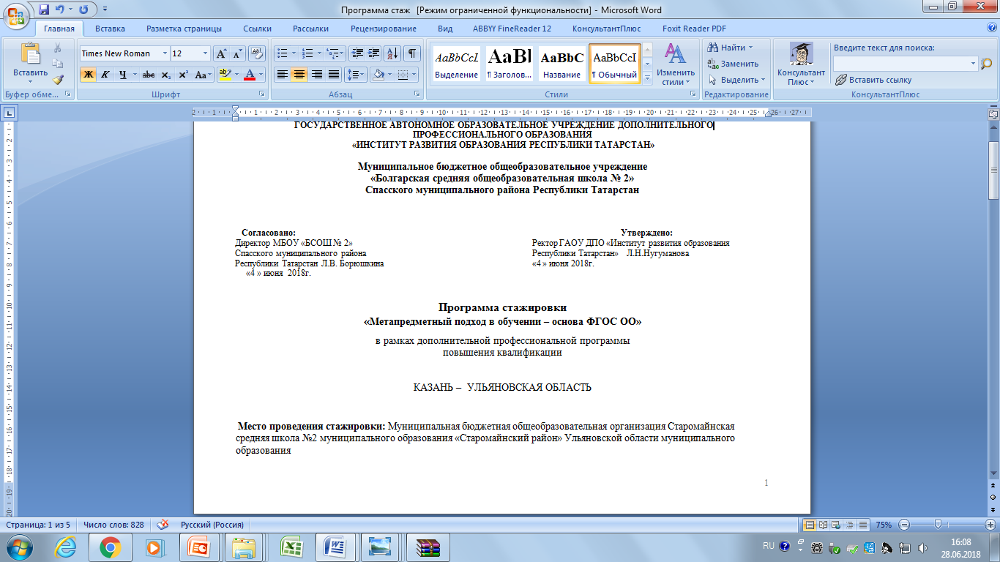 Программа стаж [Режим ограниченной функциональности] - Microsoft Word
Главная Вставка Разметка страницы Ссылки Рассылки Рецензирование Вид ABBYY FineReader 12 КонсультантПлюс Foxit Reader PDF
Вставить
Буфер обме...
Times New Roman 12
Ж К Ч abc x₂ x² Aa
Шрифт
Абзац
АаBbСсI АаBl АаBbС АаBbСсI
Выделение ¶ Заголов... Название ¶ Обычный
Изменить стили
Стили
Найти
Заменить
Выделить
Редактирование
Консультант Плюс
Введите текст для поиска:
Вставить ссылку
КонсультантПлюс
ГОСУДАРСТВЕННОЕ АВТОНОМНОЕ ОБРАЗОВАТЕЛЬНОЕ УЧРЕЖДЕНИЕ ДОПОЛНИТЕЛЬНОГО
ПРОФЕССИОНАЛЬНОГО ОБРАЗОВАНИЯ
«ИНСТИТУТ РАЗВИТИЯ ОБРАЗОВАНИЯ РЕСПУБЛИКИ ТАТАРСТАН»
Муниципальное бюджетное общеобразовательное учреждение
«Болгарская средняя общеобразовательная школа № 2»
Спасского муниципального района Республики Татарстан
Согласовано: Утверждено:
Директор МБОУ «БСОШ № 2» Ректор ГАОУ ДПО «Институт развития образования
Спасского муниципального района Республики Татарстан» Л.Н.Нугуманова
Республики Татарстан Л.В. Борюшкина «4 » июня 2018г.
«4 » июня 2018г.
Программа стажировки
«Метапредметный подход в обучении – основа ФГОС ОО»
в рамках дополнительной профессиональной программы
повышения квалификации
КАЗАНЬ – УЛЬЯНОВСКАЯ ОБЛАСТЬ
Место проведения стажировки: Муниципальная бюджетная общеобразовательная организация Старомайнская
средняя школа №2 муниципального образования «Старомайнский район» Ульяновской области муниципального
образования
1
Страница: 1 из 5 Число слов: 828 Русский (Россия) 75%
RU 16:08
28.06.2018